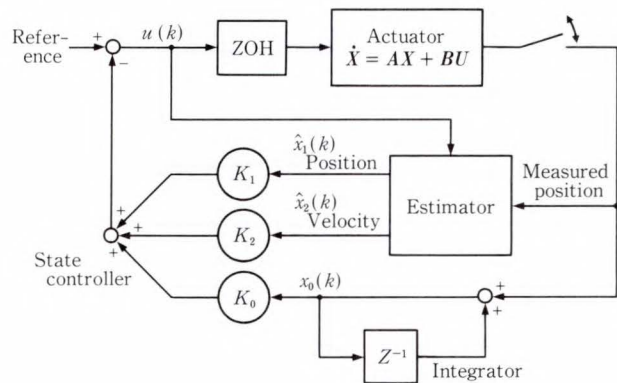 Refer-
ence
+
−
u(k)
ZOH
Actuator
Ẋ = AX + BU
x̂₁(k)
Position
K₁
x̂₂(k)
Velocity
K₂
Estimator
Measured
position
+
+
+
State
controller
K₀
x₀(k)
+
+
Z⁻¹
Integrator